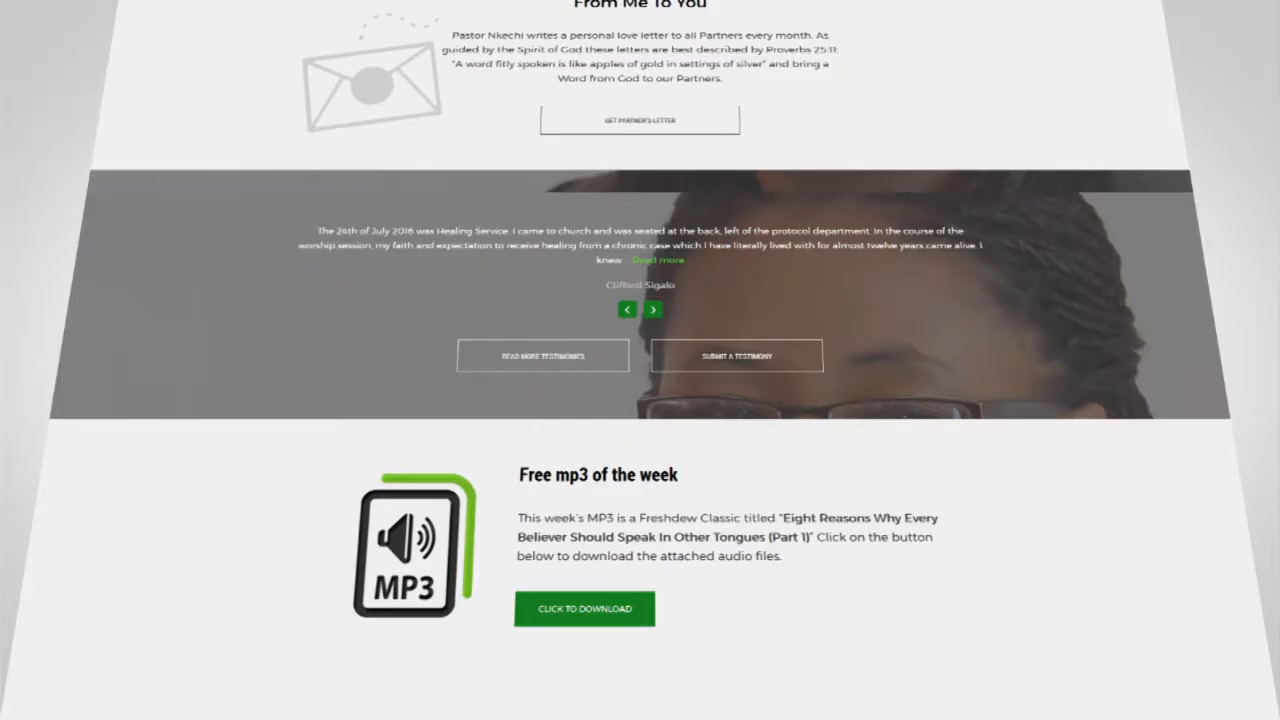 From Me To You
Pastor Nkechi writes a personal love letter to all Partners every month. As
guided by the Spirit of God these letters are best described by Proverbs 25:11:
"A word fitly spoken is like apples of gold in settings of silver" and bring a
Word from God to our Partners.
GET PARTNER'S LETTER
The 24th of July 2016 was Healing Service. I came to church and was seated at the back, left of the protocol department. In the course of the
worship session, my faith and expectation to receive healing from a chronic case which I have literally lived with for almost twelve years came alive. I
knew... Read more
Clifford Sigalo
READ MORE TESTIMONIES
SUBMIT A TESTIMONY
Free mp3 of the week
This week's MP3 is a Freshdew Classic titled "Eight Reasons Why Every
Believer Should Speak In Other Tongues (Part 1)" Click on the button
below to download the attached audio files.
MP3
CLICK TO DOWNLOAD